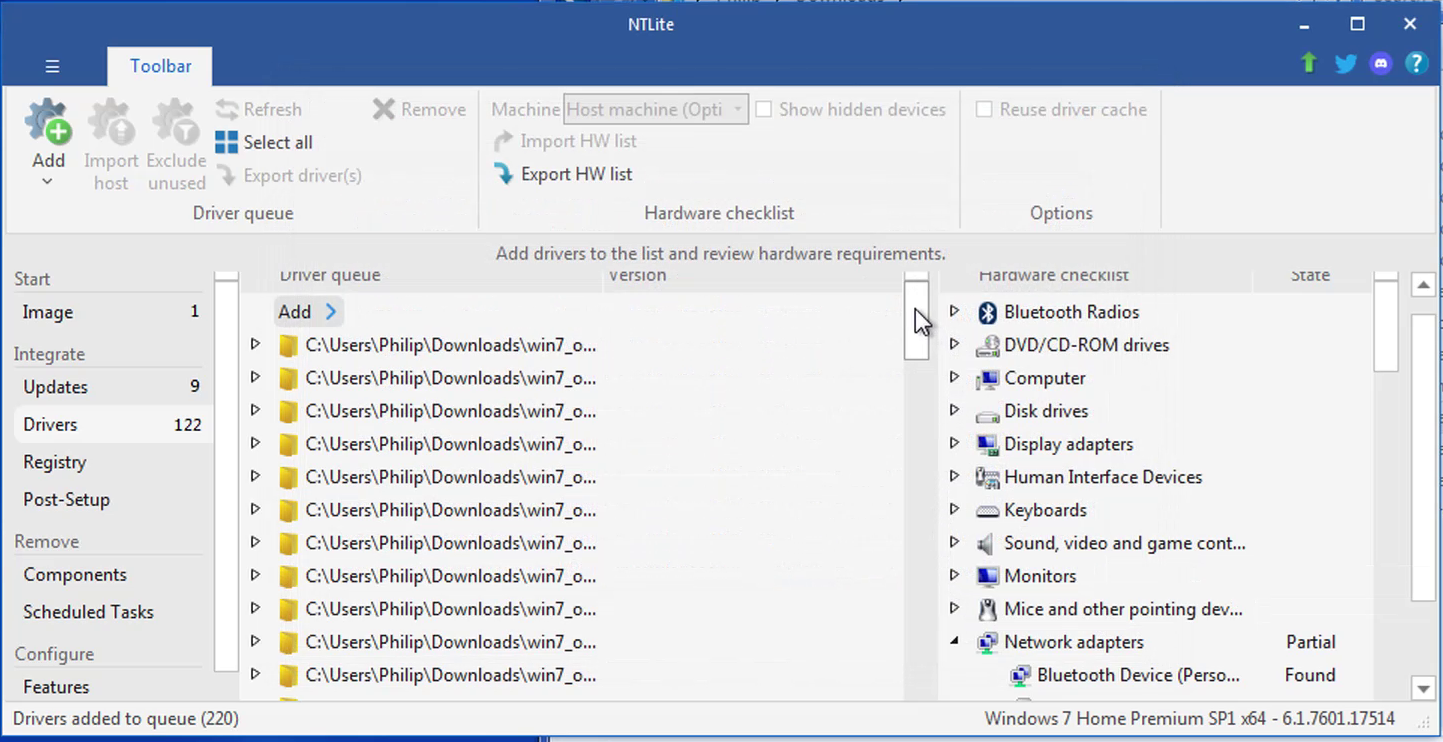 NTLite
Toolbar
Add
Import host
Exclude unused
Refresh
Select all
Export driver(s)
Remove
Driver queue
Machine Host machine (Opti
Show hidden devices
Import HW list
Export HW list
Hardware checklist
Reuse driver cache
Options
Add drivers to the list and review hardware requirements.
Start
Image 1
Integrate
Updates 9
Drivers 122
Registry
Post-Setup
Remove
Components
Scheduled Tasks
Configure
Features
Driver queue Version
Add
C:\Users\Philip\Downloads\win7_o...
C:\Users\Philip\Downloads\win7_o...
C:\Users\Philip\Downloads\win7_o...
C:\Users\Philip\Downloads\win7_o...
C:\Users\Philip\Downloads\win7_o...
C:\Users\Philip\Downloads\win7_o...
C:\Users\Philip\Downloads\win7_o...
C:\Users\Philip\Downloads\win7_o...
C:\Users\Philip\Downloads\win7_o...
C:\Users\Philip\Downloads\win7_o...
C:\Users\Philip\Downloads\win7_o...
Hardware checklist State
Bluetooth Radios
DVD/CD-ROM drives
Computer
Disk drives
Display adapters
Human Interface Devices
Keyboards
Sound, video and game cont...
Monitors
Mice and other pointing dev...
Network adapters Partial
Bluetooth Device (Perso... Found
Drivers added to queue (220)
Windows 7 Home Premium SP1 x64 - 6.1.7601.17514